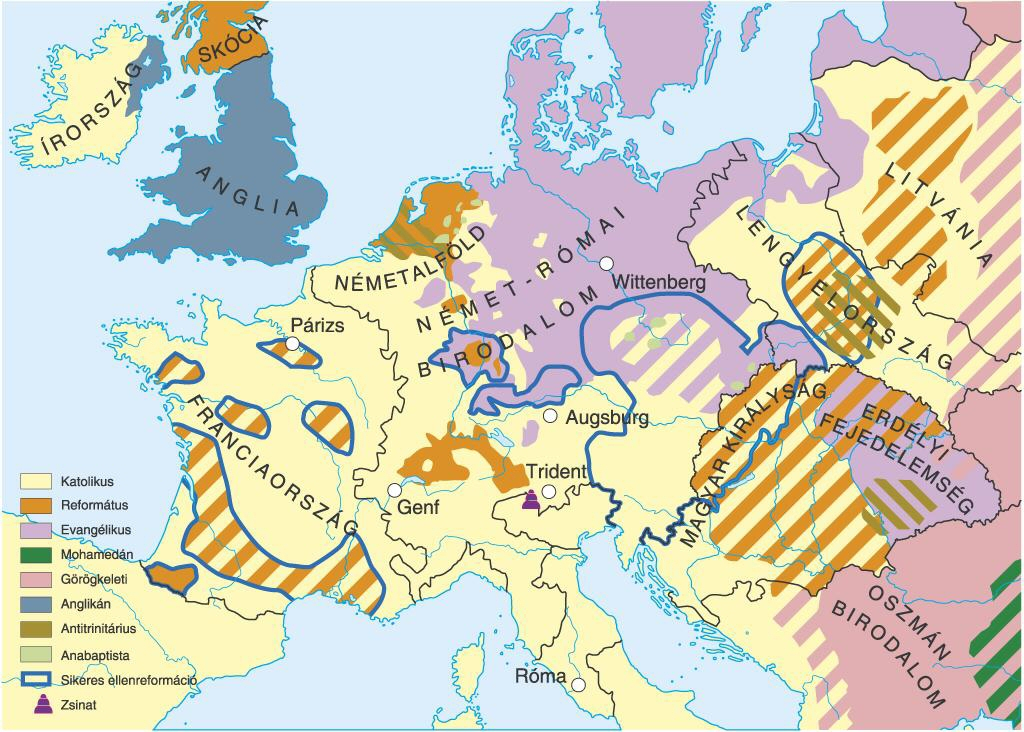 SKÓCIA
ÍRORSZÁG
ANGLIA
LITVÁNIA
NÉMETALFÖLD
NÉMET-RÓMAI
BIRODALOM
Wittenberg
LENGYELORSZÁG
Párizs
FRANCIAORSZÁG
Augsburg
MAGYAR KIRÁLYSÁG
ERDÉLYI
FEJEDELEMSÉG
Trident
Genf
OSZMÁN
BIRODALOM
Róma
Katolikus
Református
Evangélikus
Mohamedán
Görögkeleti
Anglikán
Antitrinitárius
Anabaptista
Sikeres ellenreformáció
Zsinat